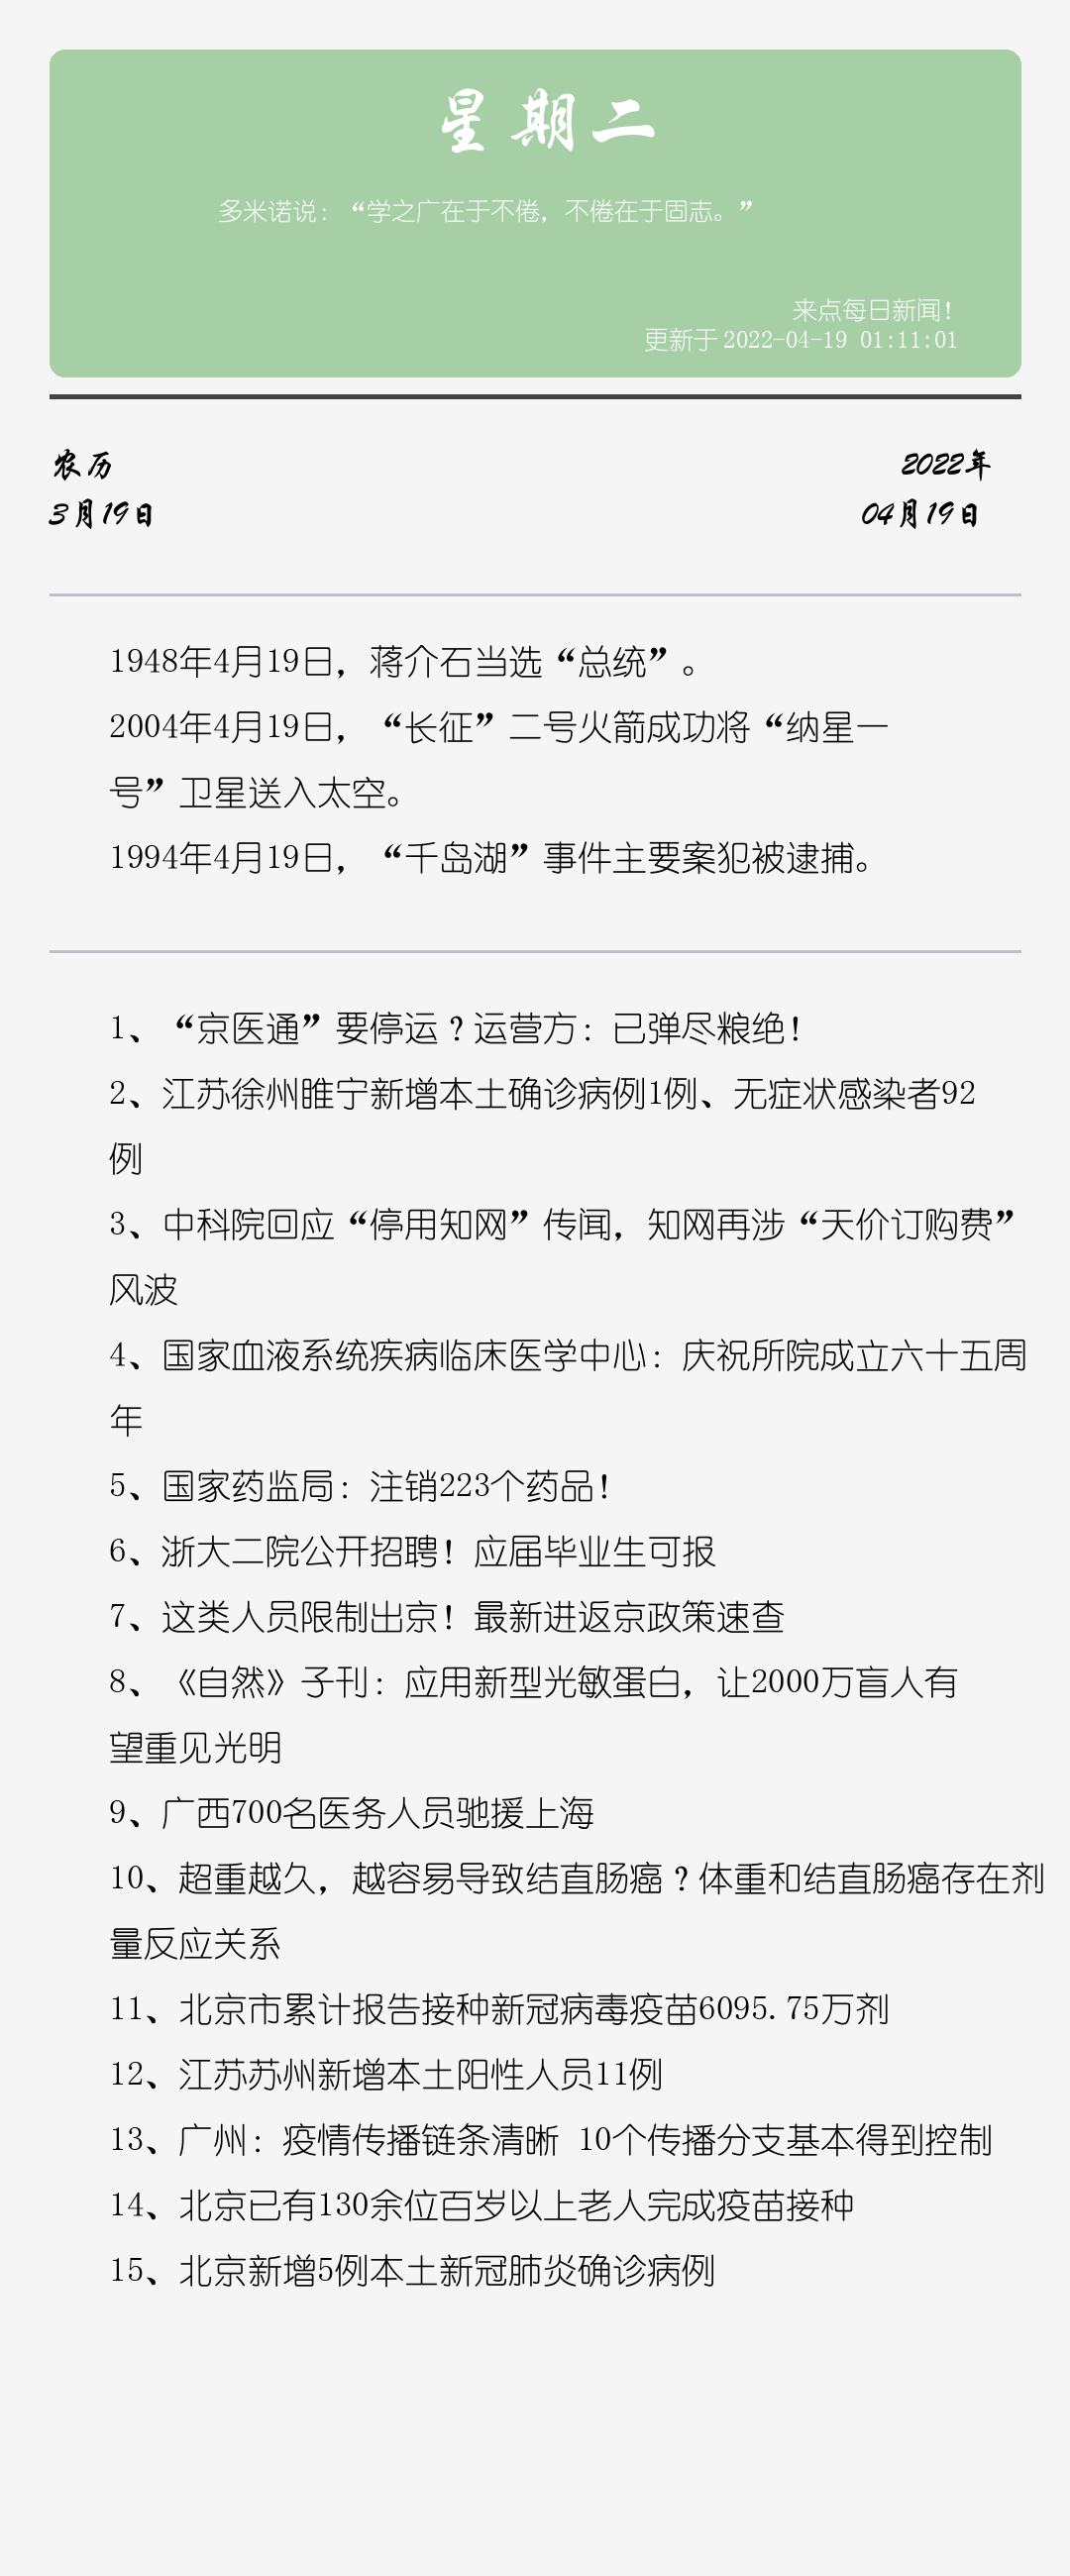 星期二
多米诺说：“学之广在于不倦，不倦在于固志。”
来点每日新闻！
更新于 2022-04-19 01:11:01
农历
2022年
3月19日
04月19日
1948年4月19日，蒋介石当选“总统”。
2004年4月19日，“长征”二号火箭成功将“纳星一
号”卫星送入太空。
1994年4月19日，“千岛湖”事件主要案犯被逮捕。
1、“京医通”要停运？运营方：已弹尽粮绝！
2、江苏徐州睢宁新增本土确诊病例1例、无症状感染者92
例
3、中科院回应“停用知网”传闻，知网再涉“天价订购费”
风波
4、国家血液系统疾病临床医学中心：庆祝所院成立六十五周
年
5、国家药监局：注销223个药品！
6、浙大二院公开招聘！应届毕业生可报
7、这类人员限制出京！最新进返京政策速查
8、《自然》子刊：应用新型光敏蛋白，让2000万盲人有
望重见光明
9、广西700名医务人员驰援上海
10、超重越久，越容易导致结直肠癌？体重和结直肠癌存在剂
量反应关系
11、北京市累计报告接种新冠病毒疫苗6095.75万剂
12、江苏苏州新增本土阳性人员11例
13、广州：疫情传播链条清晰 10个传播分支基本得到控制
14、北京已有130余位百岁以上老人完成疫苗接种
15、北京新增5例本土新冠肺炎确诊病例